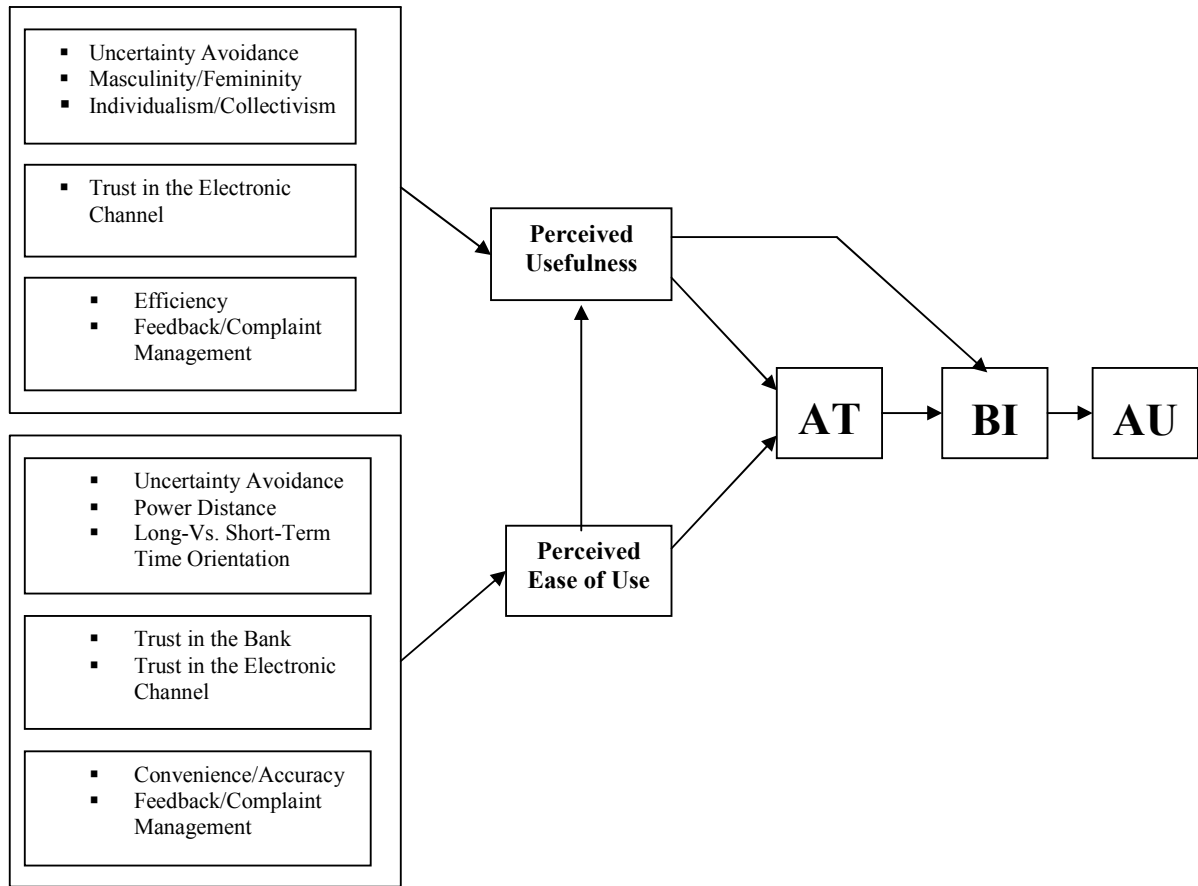 ▪ Uncertainty Avoidance
▪ Masculinity/Femininity
▪ Individualism/Collectivism
▪ Trust in the Electronic
Channel
▪ Efficiency
▪ Feedback/Complaint
Management
Perceived
Usefulness
AT
BI
AU
▪ Uncertainty Avoidance
▪ Power Distance
▪ Long-Vs. Short-Term
Time Orientation
▪ Trust in the Bank
▪ Trust in the Electronic
Channel
▪ Convenience/Accuracy
▪ Feedback/Complaint
Management
Perceived
Ease of Use